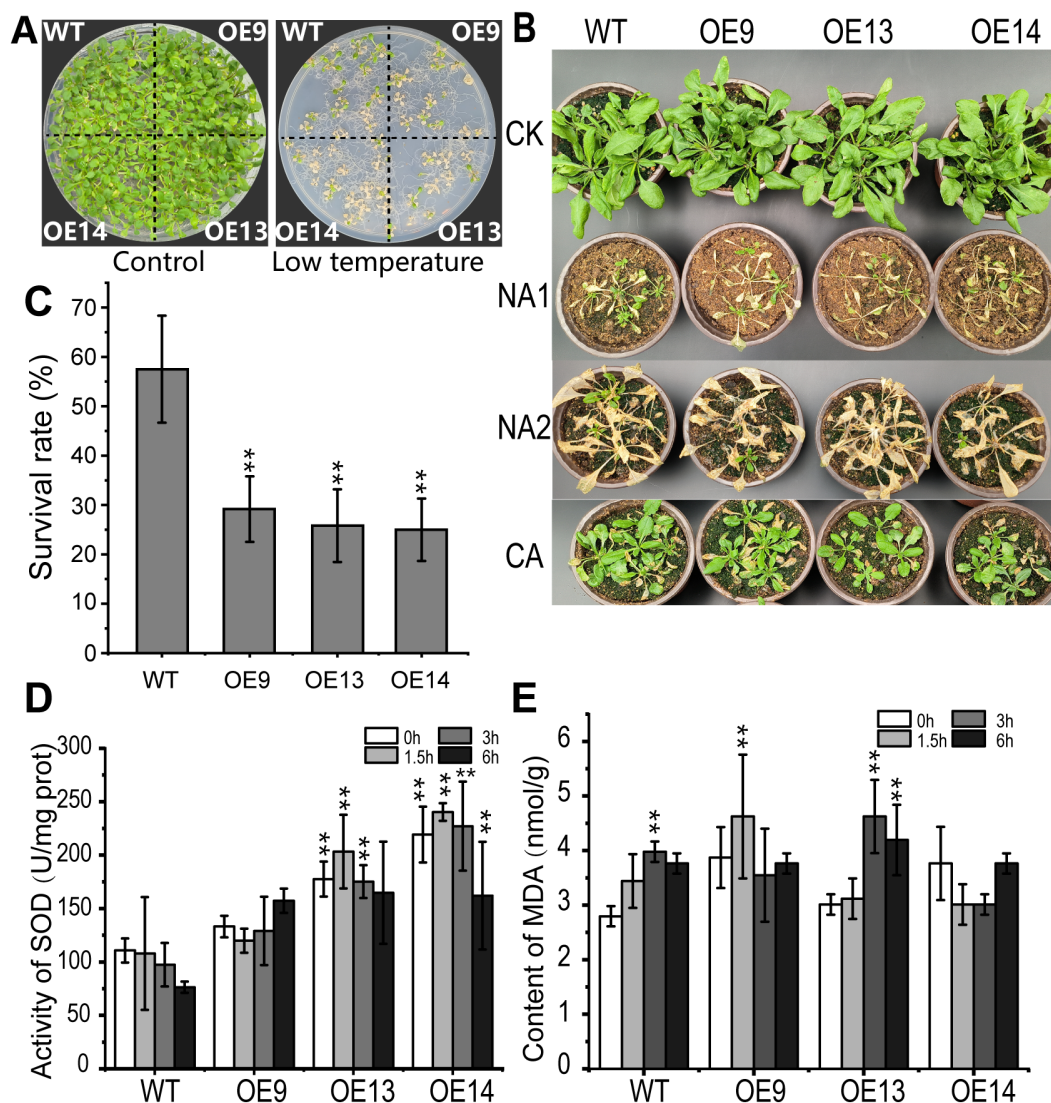 A
WT
OE9
OE14
OE13
Control
WT
OE9
OE14
OE13
Low temperature
B
WT
OE9
OE13
OE14
CK
NA1
NA2
CA
C
Survival rate (%)
70
60
50
40
30
20
10
0
**
**
**
WT
OE9
OE13
OE14
D
Activity of SOD (U/mg prot)
300
250
200
150
100
50
0
0h
3h
1.5h
6h
**
**
**
**
**
**
**
WT
OE9
OE13
OE14
E
Content of MDA (nmol/g)
6
5
4
3
2
1
0
0h
3h
1.5h
6h
**
**
**
**
WT
OE9
OE13
OE14